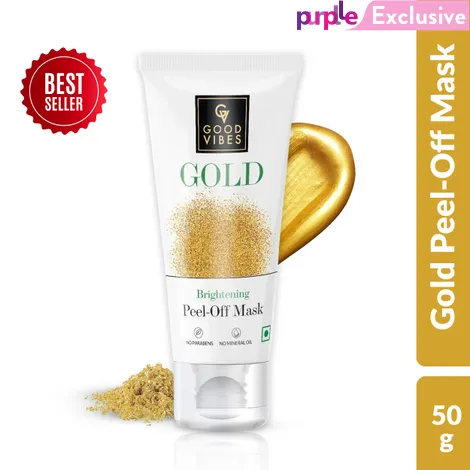 purplle Exclusive
BEST
SELLER
GOOD
VIBES
GOLD
Brightening
Peel-Off Mask
NO PARABENS NO MINERAL OIL
Gold Peel-Off Mask
50
g